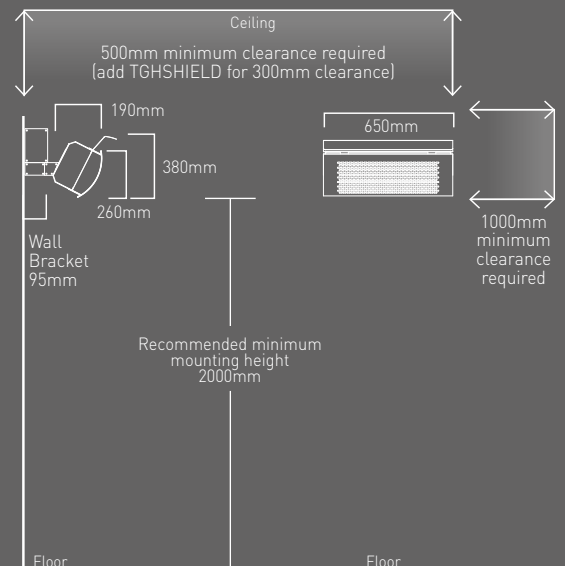 Ceiling
500mm minimum clearance required
(add TGHSHIELD for 300mm clearance)
190mm
650mm
380mm
260mm
1000mm
minimum
clearance
required
Wall
Bracket
95mm
Recommended minimum
mounting height
2000mm
Floor
Floor